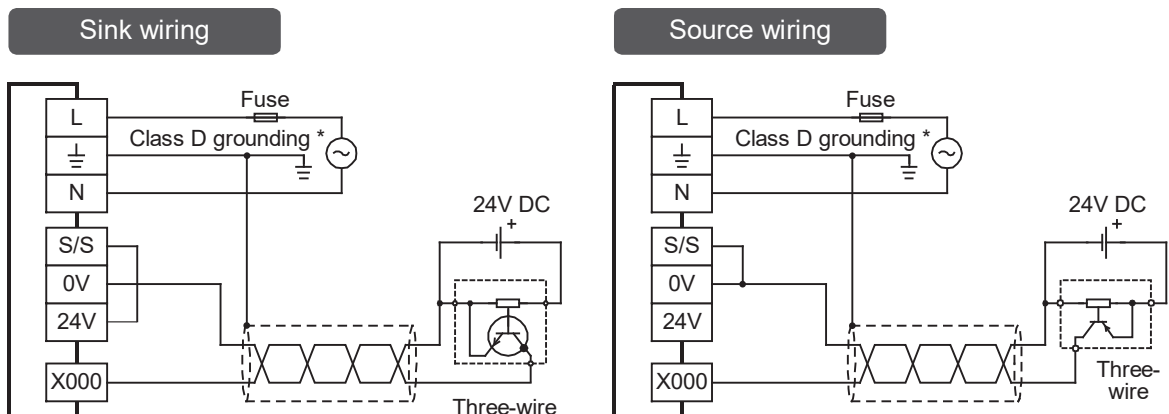 Sink wiring
L
N
S/S
0V
24V
X000
Fuse
Class D grounding *
24V DC
+
Three-wire
Source wiring
L
N
S/S
0V
24V
X000
Fuse
Class D grounding *
24V DC
+
Three-
wire